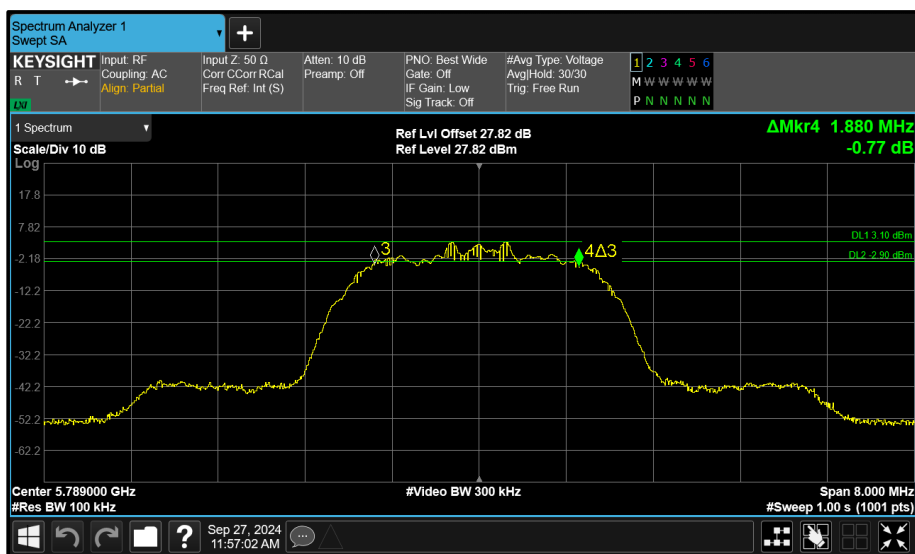 Spectrum Analyzer 1
Swept SA
KEYSIGHT
R T
LXI
Input: RF
Coupling: AC
Align: Partial
Input Z: 50 Ω
Corr CCorr RCal
Freq Ref: Int (S)
Atten: 10 dB
Preamp: Off
PNO: Best Wide
Gate: Off
IF Gain: Low
Sig Track: Off
#Avg Type: Voltage
Avg|Hold: 30/30
Trig: Free Run
1 2 3 4 5 6
M W W W W W
P N N N N N
1 Spectrum
Scale/Div 10 dB
Log
Ref Lvl Offset 27.82 dB
Ref Level 27.82 dBm
ΔMkr4 1.880 MHz
-0.77 dB
17.8
7.82
DL1 3.10 dBm
3
4Δ3
DL2 -2.90 dBm
-2.18
-12.2
-22.2
-32.2
-42.2
-52.2
-62.2
Center 5.789000 GHz
#Res BW 100 kHz
#Video BW 300 kHz
Span 8.000 MHz
#Sweep 1.00 s (1001 pts)
?
Sep 27, 2024
11:57:02 AM